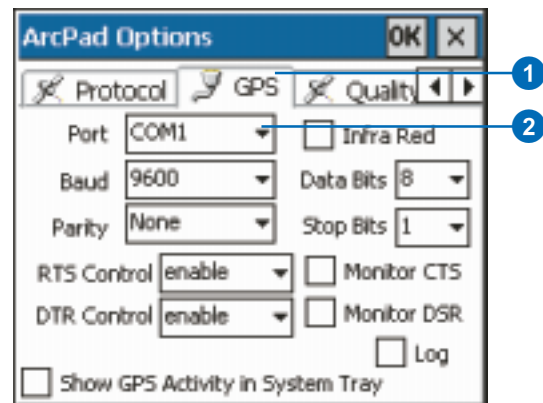 ArcPad Options OK
Protocol GPS Quality
1
Port COM1 Infra Red
2
Baud 9600 Data Bits 8
Parity None Stop Bits 1
RTS Control enable Monitor CTS
DTR Control enable Monitor DSR
Log
Show GPS Activity in System Tray